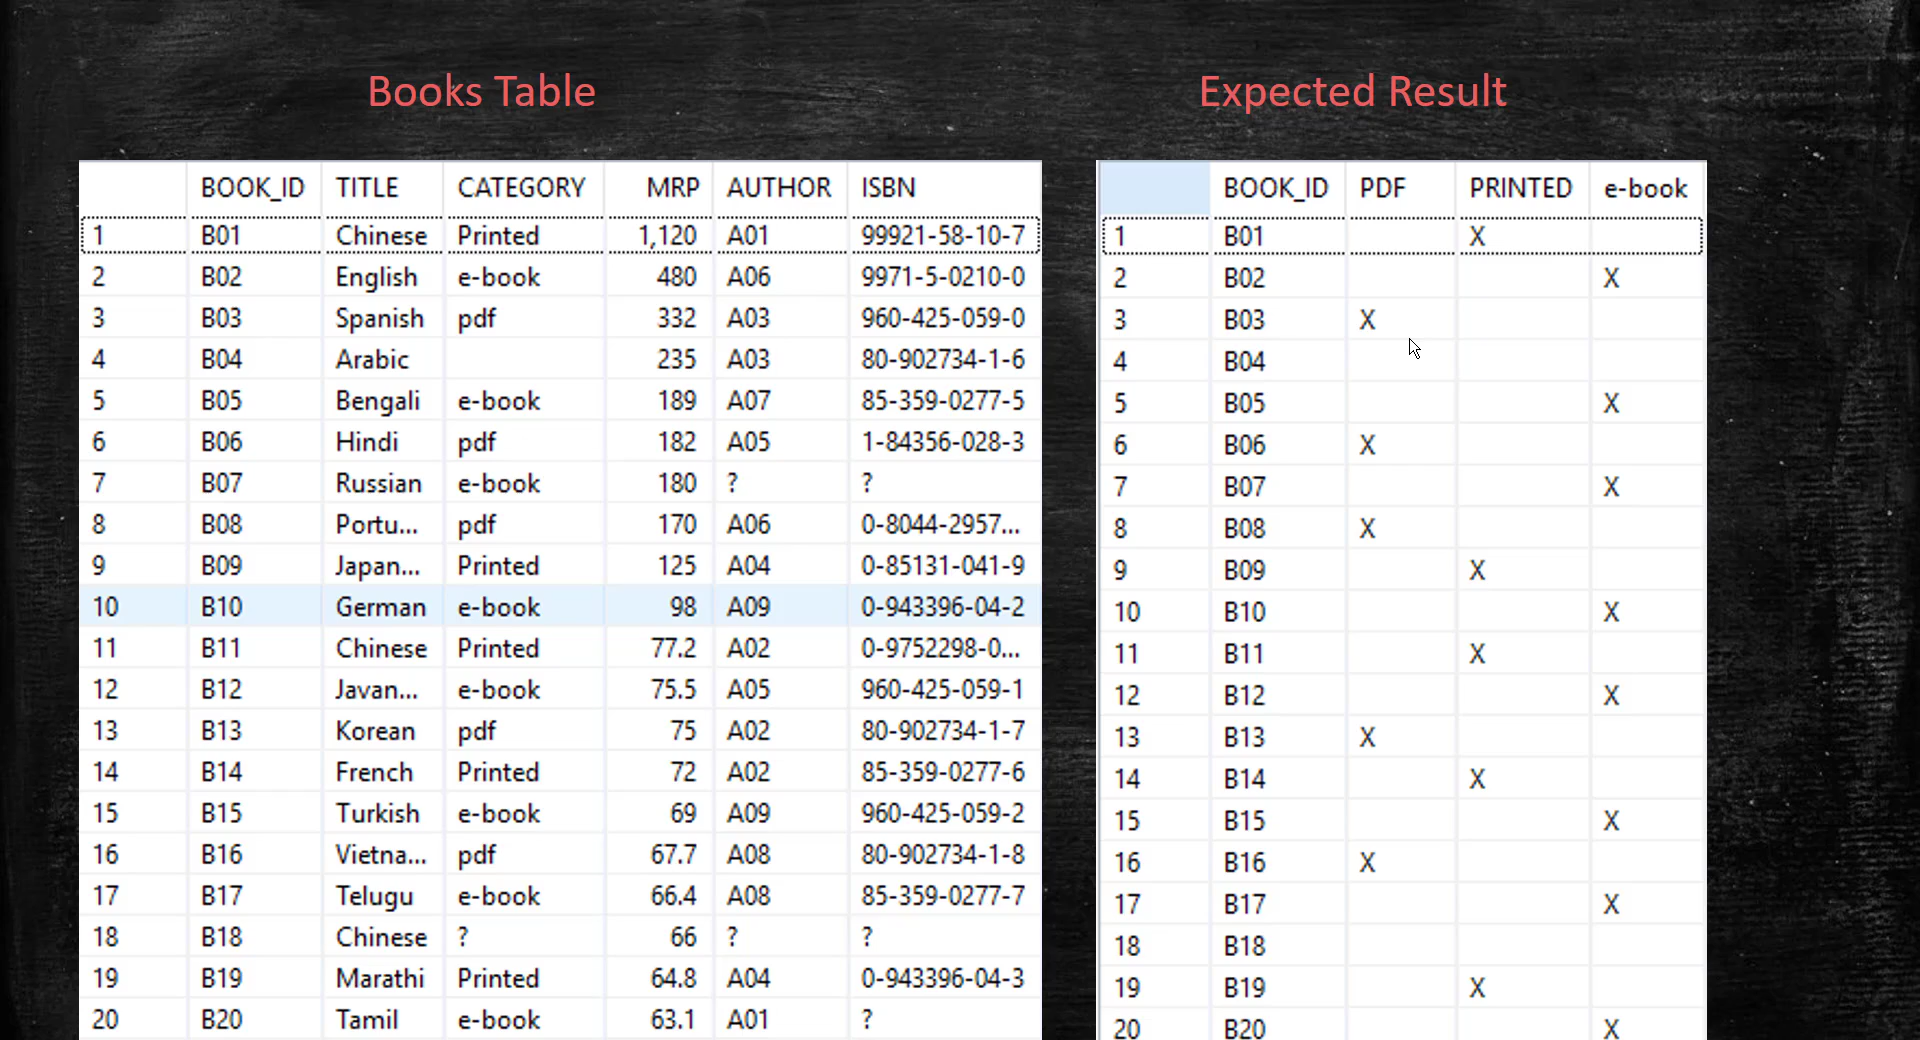 Books Table
Expected Result
BOOK_ID TITLE CATEGORY MRP AUTHOR ISBN
1 B01 Chinese Printed 1,120 A01 99921-58-10-7
2 B02 English e-book 480 A06 9971-5-0210-0
3 B03 Spanish pdf 332 A03 960-425-059-0
4 B04 Arabic 235 A03 80-902734-1-6
5 B05 Bengali e-book 189 A07 85-359-0277-5
6 B06 Hindi pdf 182 A05 1-84356-028-3
7 B07 Russian e-book 180 ? ?
8 B08 Portu... pdf 170 A06 0-8044-2957...
9 B09 Japan... Printed 125 A04 0-85131-041-9
10 B10 German e-book 98 A09 0-943396-04-2
11 B11 Chinese Printed 77.2 A02 0-9752298-0...
12 B12 Javan... e-book 75.5 A05 960-425-059-1
13 B13 Korean pdf 75 A02 80-902734-1-7
14 B14 French Printed 72 A02 85-359-0277-6
15 B15 Turkish e-book 69 A09 960-425-059-2
16 B16 Vietna... pdf 67.7 A08 80-902734-1-8
17 B17 Telugu e-book 66.4 A08 85-359-0277-7
18 B18 Chinese ? 66 ? ?
19 B19 Marathi Printed 64.8 A04 0-943396-04-3
20 B20 Tamil e-book 63.1 A01 ?
BOOK_ID PDF PRINTED e-book
1 B01 X
2 B02 X
3 B03 X
4 B04
5 B05 X
6 B06 X
7 B07 X
8 B08 X
9 B09 X
10 B10 X
11 B11 X
12 B12 X
13 B13 X
14 B14 X
15 B15 X
16 B16 X
17 B17 X
18 B18
19 B19 X
20 B20 X